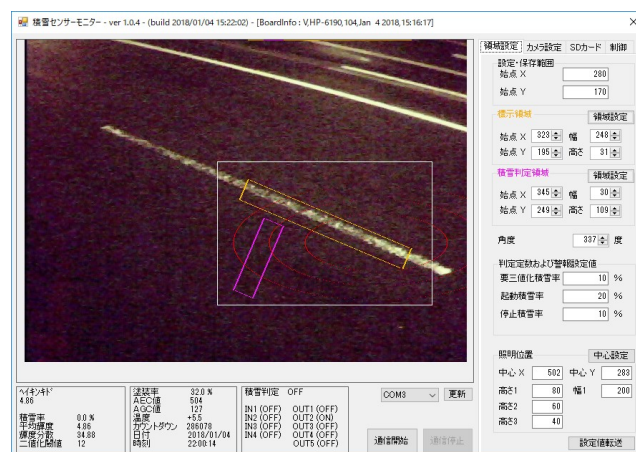 積雪センサーモニター - ver 1.0.4 - (build 2018/01/04 15:22:02) - [BoardInfo : V,HP-6190,104,Jan 4 2018,15:16:17]
領域設定 カメラ設定 SDカード 制御
設定・保存範囲
始点 X 280
始点 Y 170
標示領域 領域設定
始点 X 323 幅 248
始点 Y 195 高さ 31
積雪判定領域 領域設定
始点 X 345 幅 30
始点 Y 249 高さ 109
角度 337 度
判定定数および警報設定値
要三値化積雪率 10 %
起動積雪率 20 %
停止積雪率 10 %
照明位置 中心設定
中心 X 502 中心 Y 283
高さ1 80 幅1 200
高さ2 60
高さ3 40
設定値転送
ヘイキンキド
4.86
積雪率 0.0 %
平均輝度 4.86
輝度分散 34.88
二値化閾値 12
塗装率 32.0 %
AEC値 504
AGC値 127
温度 +5.5
カウントダウン 286078
日付 2018/01/04
時刻 22:00:14
積雪判定 OFF
IN1 (OFF) OUT1 (OFF)
IN2 (OFF) OUT2 (ON)
IN3 (OFF) OUT3 (OFF)
IN4 (OFF) OUT4 (OFF)
OUT5 (OFF)
COM3 更新
通信開始 通信停止